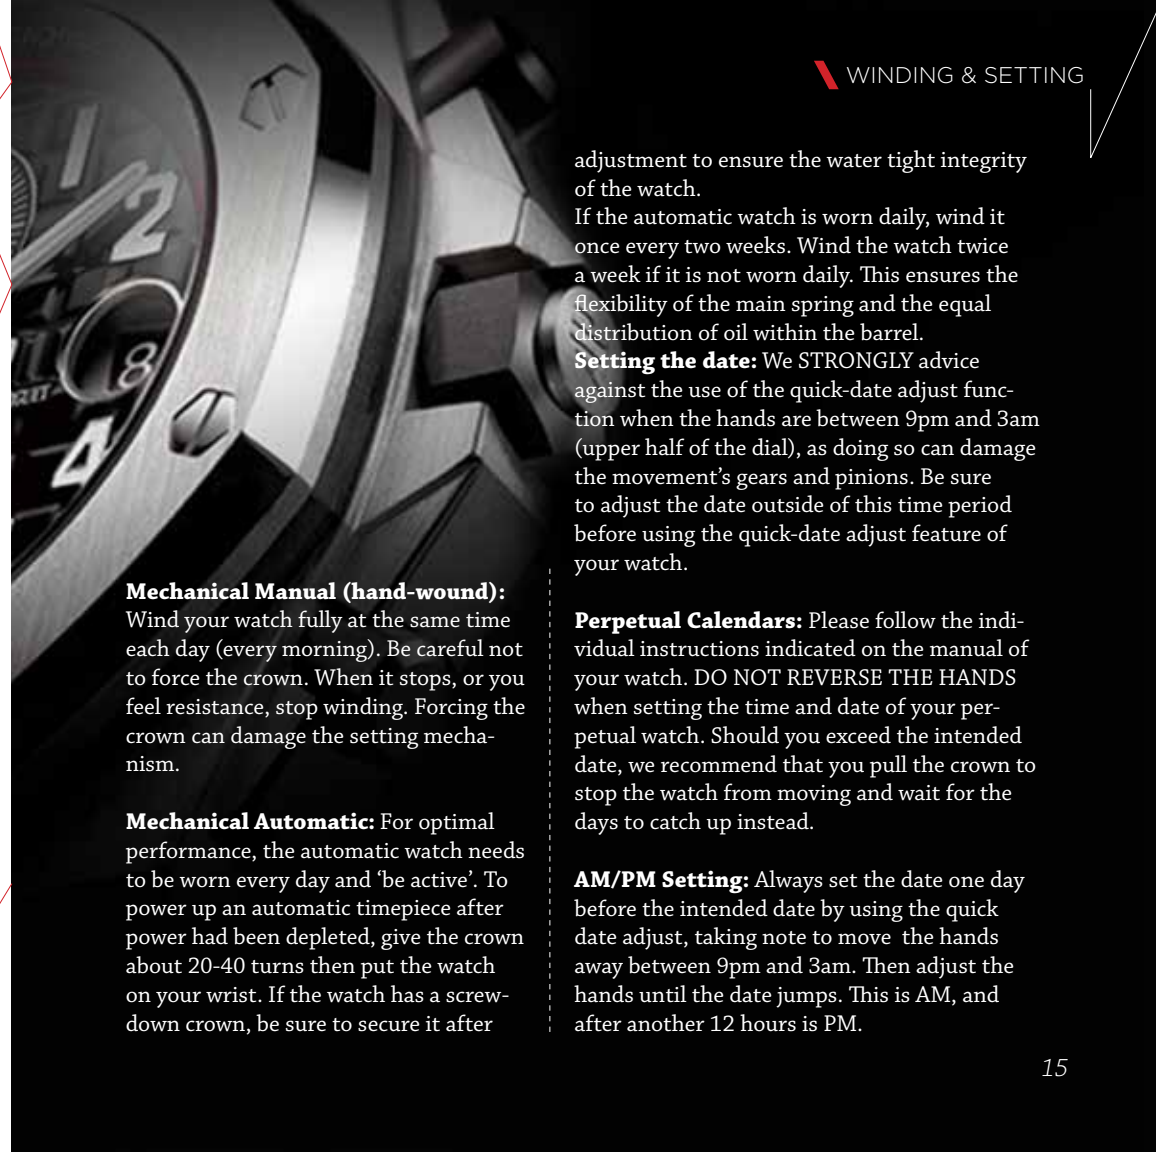 WINDING & SETTING
Mechanical Manual (hand-wound):
Wind your watch fully at the same time
each day (every morning). Be careful not
to force the crown. When it stops, or you
feel resistance, stop winding. Forcing the
crown can damage the setting mecha-
nism.
Mechanical Automatic: For optimal
performance, the automatic watch needs
to be worn every day and ‘be active’. To
power up an automatic timepiece after
power had been depleted, give the crown
about 20-40 turns then put the watch
on your wrist. If the watch has a screw-
down crown, be sure to secure it after
adjustment to ensure the water tight integrity
of the watch.
If the automatic watch is worn daily, wind it
once every two weeks. Wind the watch twice
a week if it is not worn daily. This ensures the
flexibility of the main spring and the equal
distribution of oil within the barrel.
Setting the date: We STRONGLY advice
against the use of the quick-date adjust func-
tion when the hands are between 9pm and 3am
(upper half of the dial), as doing so can damage
the movement’s gears and pinions. Be sure
to adjust the date outside of this time period
before using the quick-date adjust feature of
your watch.
Perpetual Calendars: Please follow the indi-
vidual instructions indicated on the manual of
your watch. DO NOT REVERSE THE HANDS
when setting the time and date of your per-
petual watch. Should you exceed the intended
date, we recommend that you pull the crown to
stop the watch from moving and wait for the
days to catch up instead.
AM/PM Setting: Always set the date one day
before the intended date by using the quick
date adjust, taking note to move  the hands
away between 9pm and 3am. Then adjust the
hands until the date jumps. This is AM, and
after another 12 hours is PM.
15
1
2
8
4